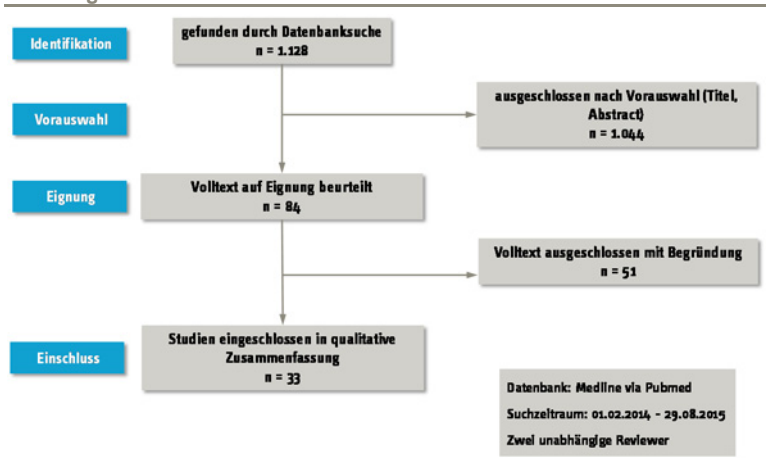 Identifikation
gefunden durch Datenbanksuche
n = 1.128
Vorauswahl
ausgeschlossen nach Vorauswahl (Titel,
Abstract)
n = 1.044
Eignung
Volltext auf Eignung beurteilt
n = 84
Volltext ausgeschlossen mit Begründung
n = 51
Einschluss
Studien eingeschlossen in qualitative
Zusammenfassung
n = 33
Datenbank: Medline via Pubmed
Suchzeitraum: 01.02.2014 - 29.08.2015
Zwei unabhängige Reviewer